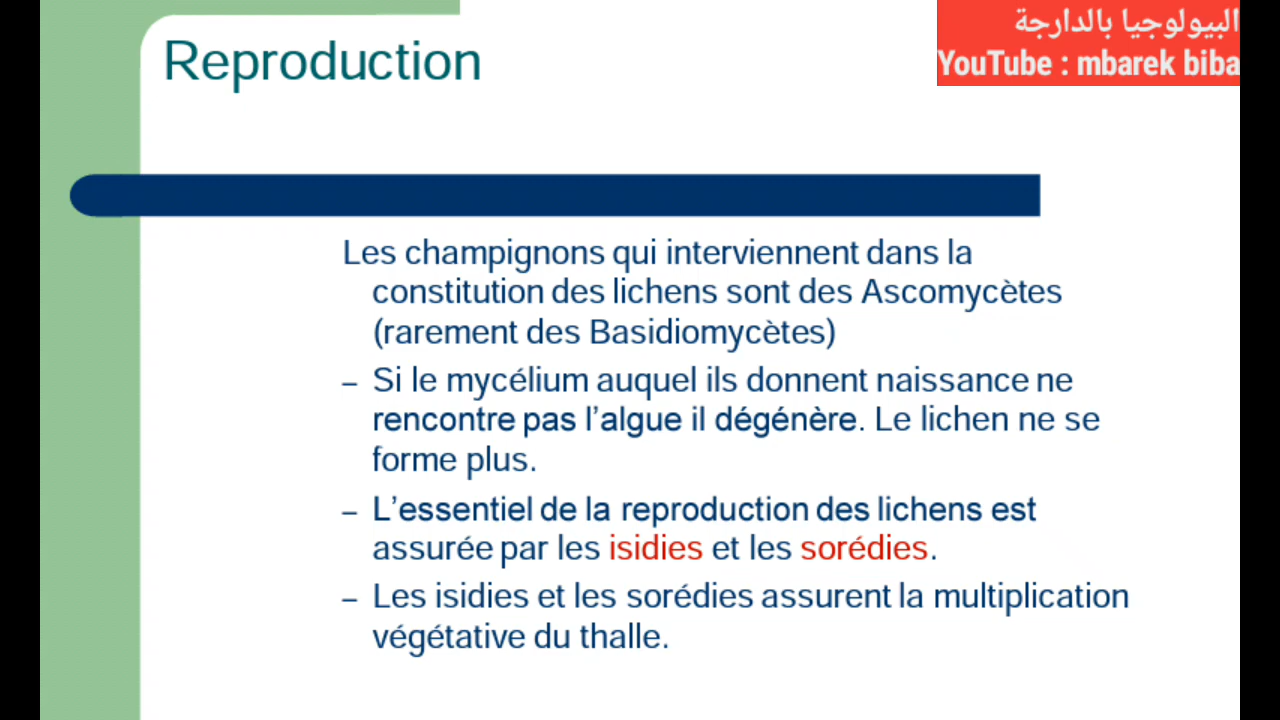 Reproduction
البيولوجيا بالدارجة
YouTube : mbarek biba
Les champignons qui interviennent dans la
constitution des lichens sont des Ascomycètes
(rarement des Basidiomycètes)
– Si le mycélium auquel ils donnent naissance ne
rencontre pas l’algue il dégénère. Le lichen ne se
forme plus.
– L’essentiel de la reproduction des lichens est
assurée par les isidies et les sorédies.
– Les isidies et les sorédies assurent la multiplication
végétative du thalle.